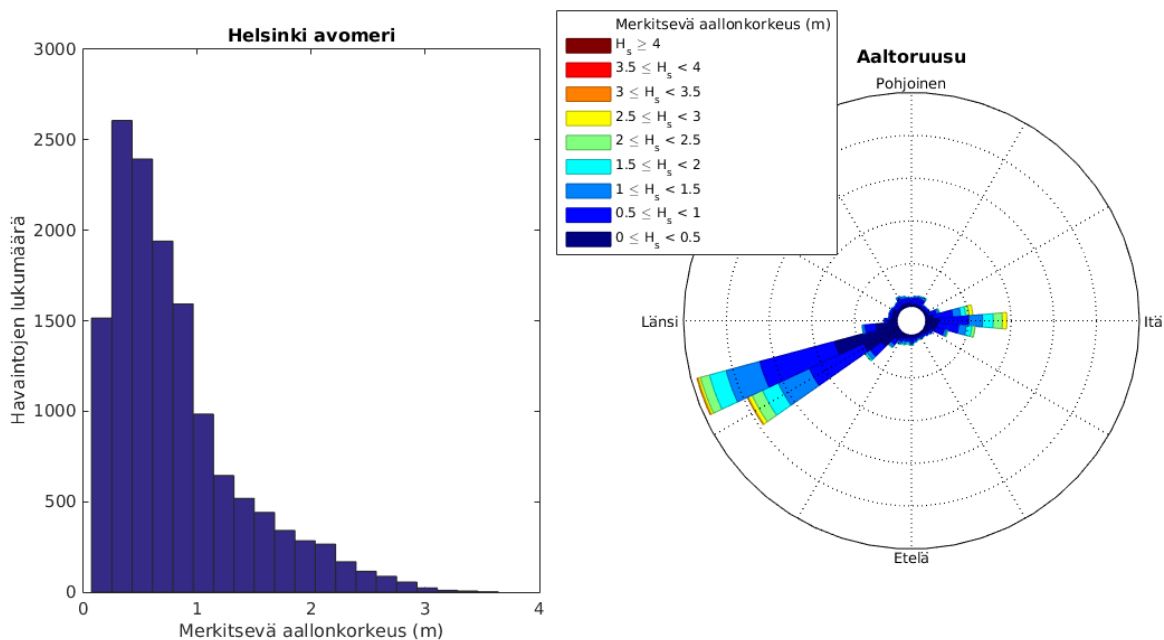 Helsinki avomeri
3000
2500
2000
1500
1000
500
0
0 1 2 3 4
Havaintojen lukumäärä
Merkitsevä aallonkorkeus (m)
Merkitsevä aallonkorkeus (m)
H_s ≥ 4
3.5 ≤ H_s < 4
3 ≤ H_s < 3.5
2.5 ≤ H_s < 3
2 ≤ H_s < 2.5
1.5 ≤ H_s < 2
1 ≤ H_s < 1.5
0.5 ≤ H_s < 1
0 ≤ H_s < 0.5
Aaltoruusu
Pohjoinen
Länsi
Itä
Etelä